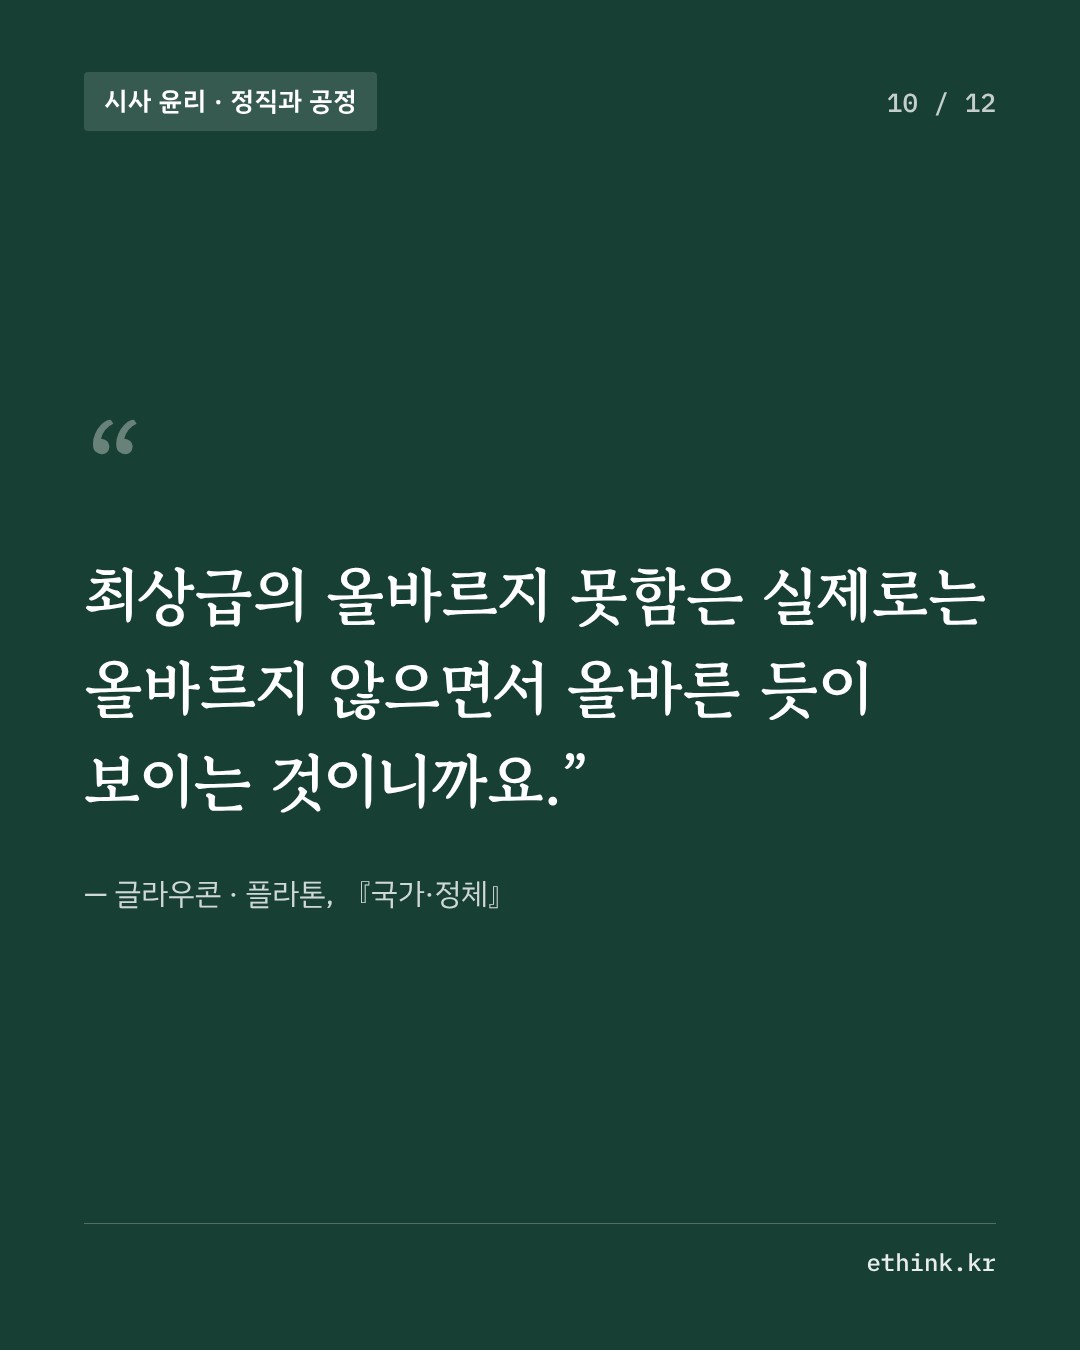 시사 윤리 · 정직과 공정
10 / 12
“
최상급의 올바르지 못함은 실제로는
올바르지 않으면서 올바른 듯이
보이는 것이니까요.”
— 글라우콘 · 플라톤, 『국가·정체』
ethink.kr